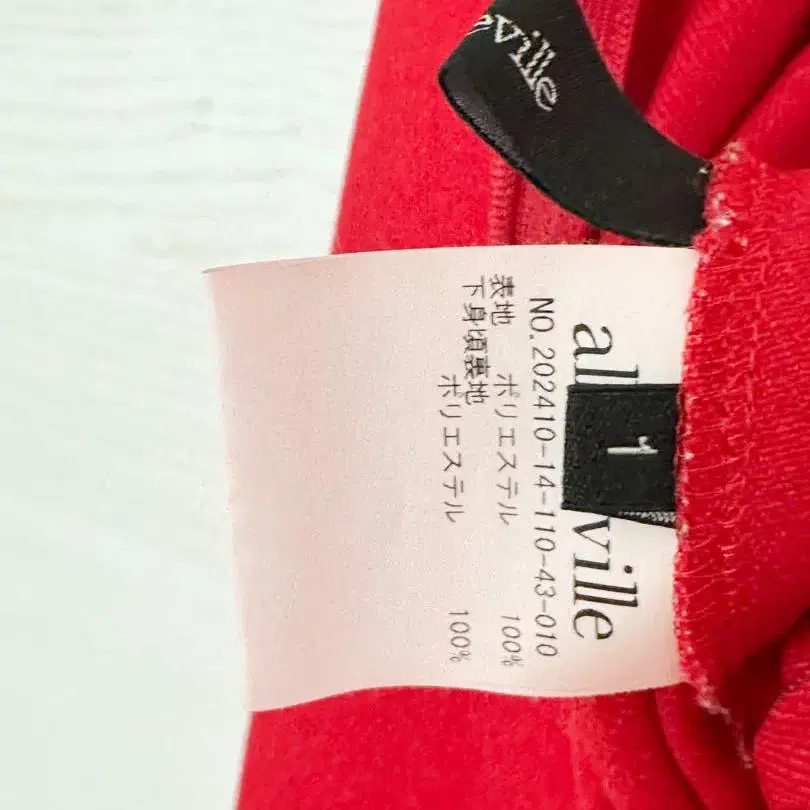 eville
al
ville
1
NO.202410-14-110-43-010
表地 ポリエステル 100%
下身頃裏地 ポリエステル 100%